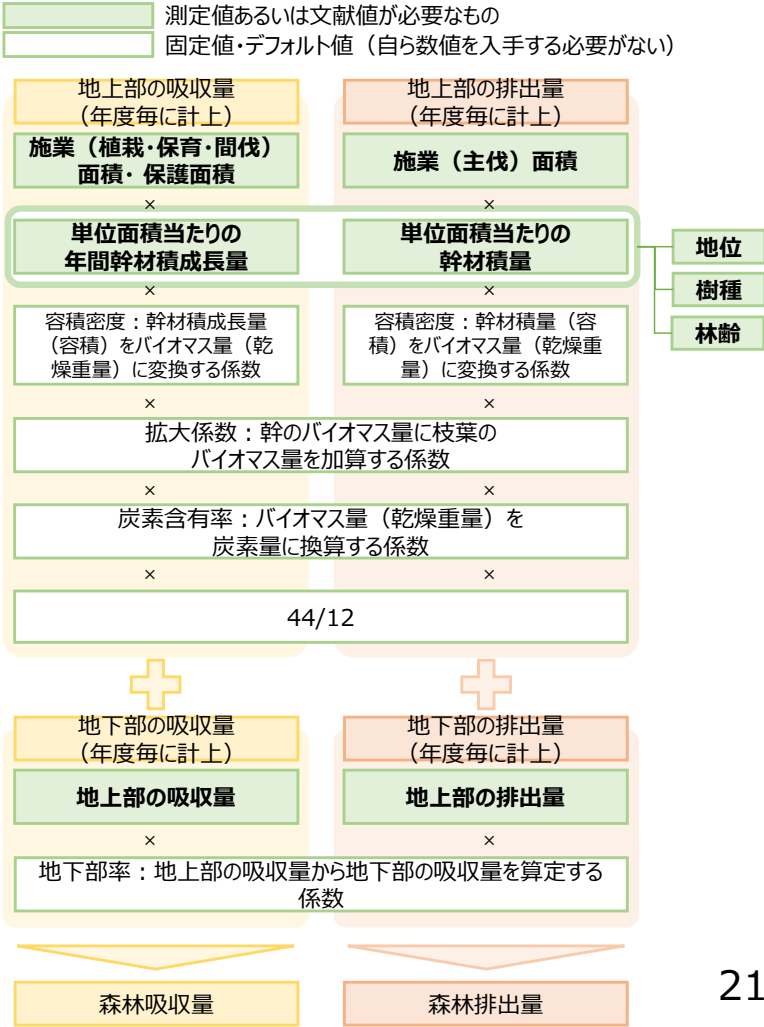 測定値あるいは文献値が必要なもの
固定値・デフォルト値（自ら数値を入手する必要がない）
地上部の吸収量
（年度毎に計上）
施業（植栽・保育・間伐）
面積・保護面積
×
単位面積当たりの
年間幹材積成長量
×
容積密度：幹材積成長量
（容積）をバイオマス量（乾
燥重量）に変換する係数
×
地上部の排出量
（年度毎に計上）
施業（主伐）面積
×
単位面積当たりの
幹材積量
×
容積密度：幹材積量（容
積）をバイオマス量（乾燥重
量）に変換する係数
×
地位
樹種
林齢
拡大係数：幹のバイオマス量に枝葉の
バイオマス量を加算する係数
× ×
炭素含有率：バイオマス量（乾燥重量）を
炭素量に換算する係数
× ×
44/12
地下部の吸収量
（年度毎に計上）
地上部の吸収量
×
地下部の排出量
（年度毎に計上）
地上部の排出量
×
地下部率：地上部の吸収量から地下部の吸収量を算定する
係数
森林吸収量
森林排出量
21